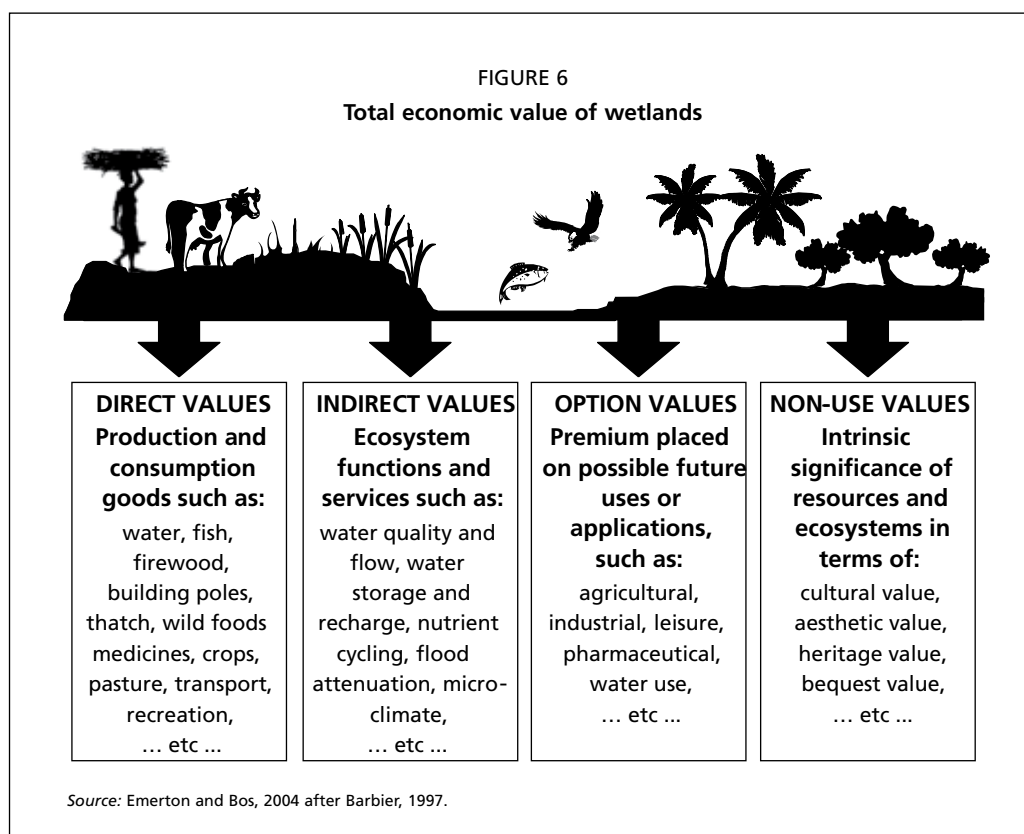 FIGURE 6
Total economic value of wetlands
DIRECT VALUES
Production and
consumption
goods such as:
water, fish,
firewood,
building poles,
thatch, wild foods
medicines, crops,
pasture, transport,
recreation,
… etc ...
INDIRECT VALUES
Ecosystem
functions and
services such as:
water quality and
flow, water
storage and
recharge, nutrient
cycling, flood
attenuation, micro-
climate,
… etc ...
OPTION VALUES
Premium placed
on possible future
uses or
applications,
such as:
agricultural,
industrial, leisure,
pharmaceutical,
water use,
… etc ...
NON-USE VALUES
Intrinsic
significance of
resources and
ecosystems in
terms of:
cultural value,
aesthetic value,
heritage value,
bequest value,
… etc ...
Source: Emerton and Bos, 2004 after Barbier, 1997.